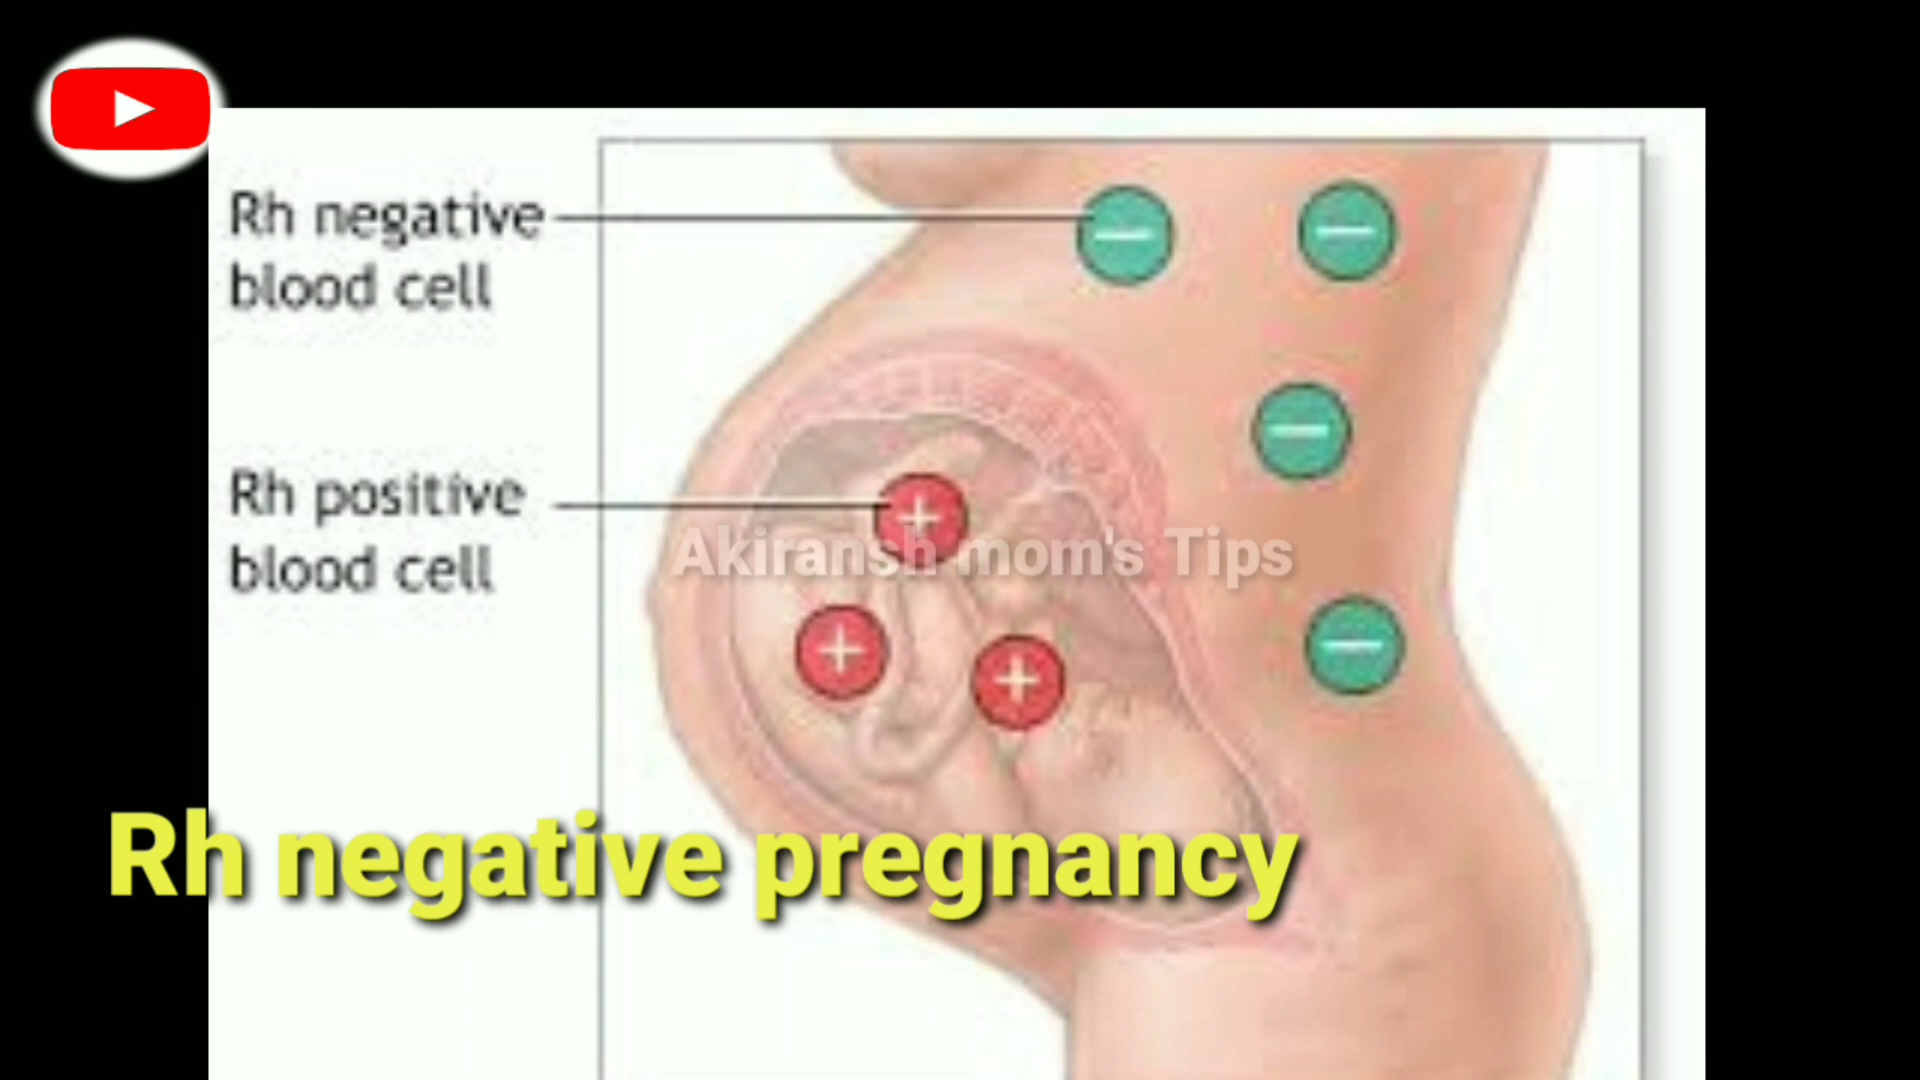 Rh negative
blood cell
Rh positive
blood cell
Akiransh mom's Tips
Rh negative pregnancy